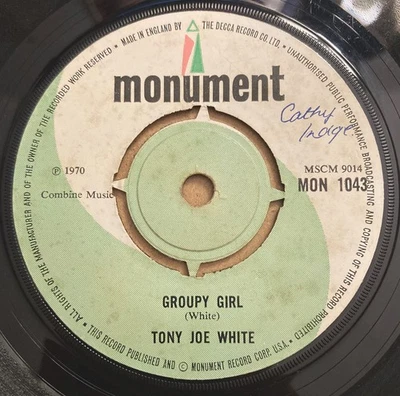 MADE IN ENGLAND BY THE DECCA RECORD CO. LTD. • UNAUTHORISED PUBLIC PERFORMANCE BROADCASTING AND COPYING OF THIS RECORD PROHIBITED
ALL RIGHTS OF THE MANUFACTURER AND OF THE OWNER OF THE RECORDED WORK RESERVED •
monument
Cathy
℗ 1970
Combine Music
MSCM 9014
MON 1043
GROUPY GIRL
(White)
TONY JOE WHITE
• THIS RECORD PUBLISHED AND © MONUMENT RECORD CORP. U.S.A. •